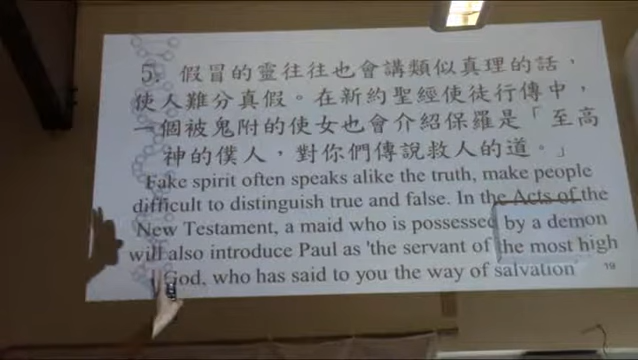 5. 假冒的靈往往也會講類似真理的話，
使人難分真假。在新約聖經使徒行傳中，
一個被鬼附的使女也會介紹保羅是「至高
神的僕人，對你們傳說救人的道。」
Fake spirit often speaks alike the truth, make people
difficult to distinguish true and false. In the Acts of the
New Testament, a maid who is possessed by a demon
will also introduce Paul as 'the servant of the most high
God, who has said to you the way of salvation'
19